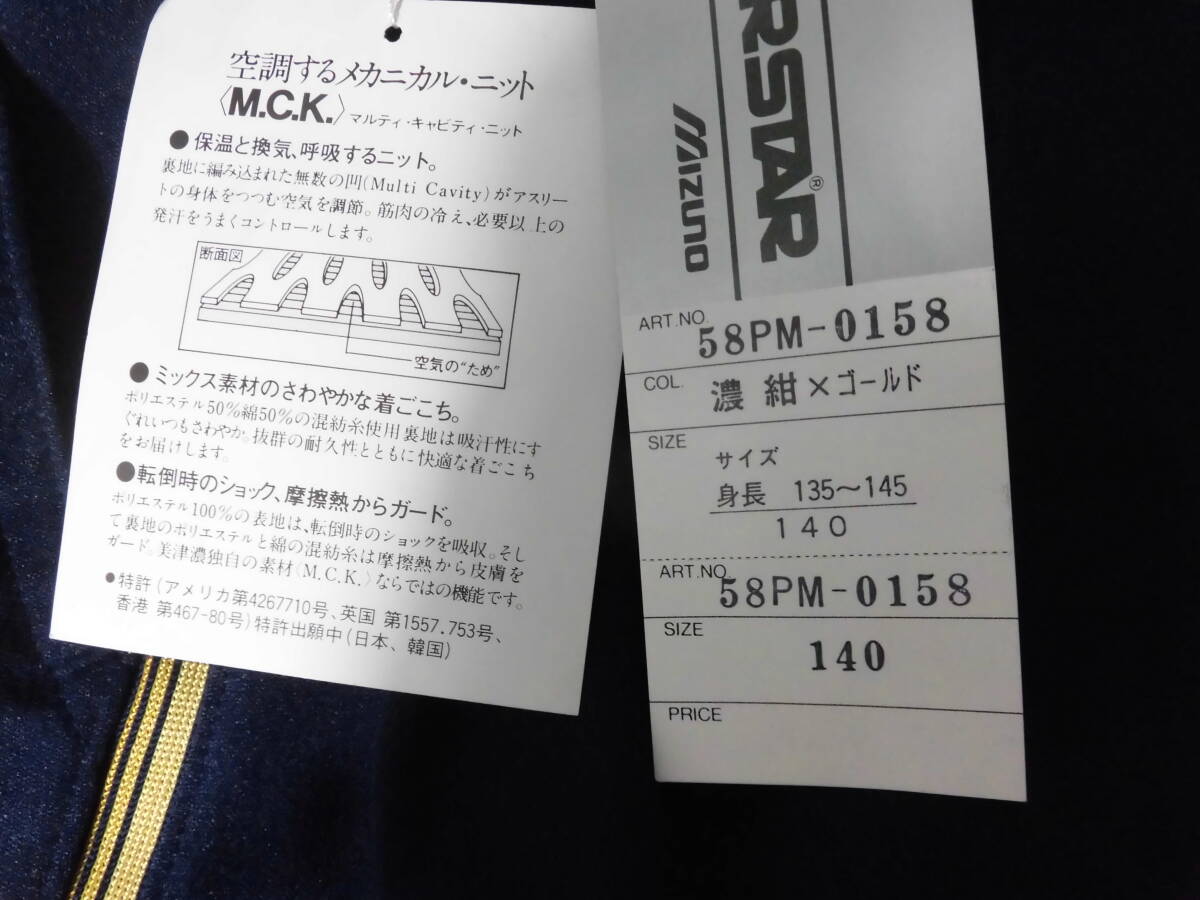 空調するメカニカル・ニット
〈M.C.K.〉マルティ・キャビティ・ニット
●保温と換気、呼吸するニット。
裏地に編み込まれた無数の凹(Multi Cavity)がアスリー
トの身体をつつむ空気を調節。筋肉の冷え、必要以上の
発汗をうまくコントロールします。
断面図
空気の“ため”
●ミックス素材のさわやかな着ごこち。
ポリエステル50%綿50%の混紡糸使用裏地は吸汗性にす
ぐれいつもさわやか。抜群の耐久性とともに快適な着ごこち
をお届けします。
●転倒時のショック、摩擦熱からガード。
ポリエステル100%の表地は、転倒時のショックを吸収。そし
て裏地のポリエステルと綿の混紡糸は摩擦熱から皮膚を
ガード。美津濃独自の素材〈M.C.K.〉ならではの機能です。
●特許(アメリカ第4267710号、英国 第1557.753号、
香港 第467-80号)特許出願中(日本、韓国)
RSTAR®
MIZUNO
ART.NO. 58PM-0158
COL. 濃紺×ゴールド
SIZE
サイズ
身長 135~145
140
ART.NO. 58PM-0158
SIZE
140
PRICE